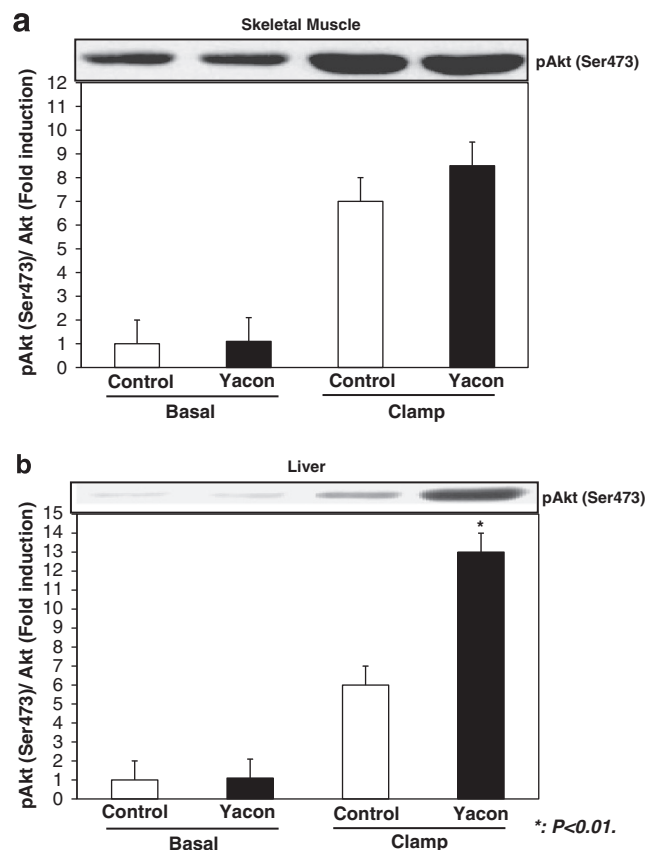 a
Skeletal Muscle
pAkt (Ser473)
pAkt (Ser473)/ Akt (Fold induction)
12
11
10
9
8
7
6
5
4
3
2
1
0
Control Yacon Control Yacon
Basal Clamp
b
Liver
pAkt (Ser473)
pAkt (Ser473)/ Akt (Fold induction)
15
14
13
12
11
10
9
8
7
6
5
4
3
2
1
0
*
Control Yacon Control Yacon
Basal Clamp
*: P<0.01.